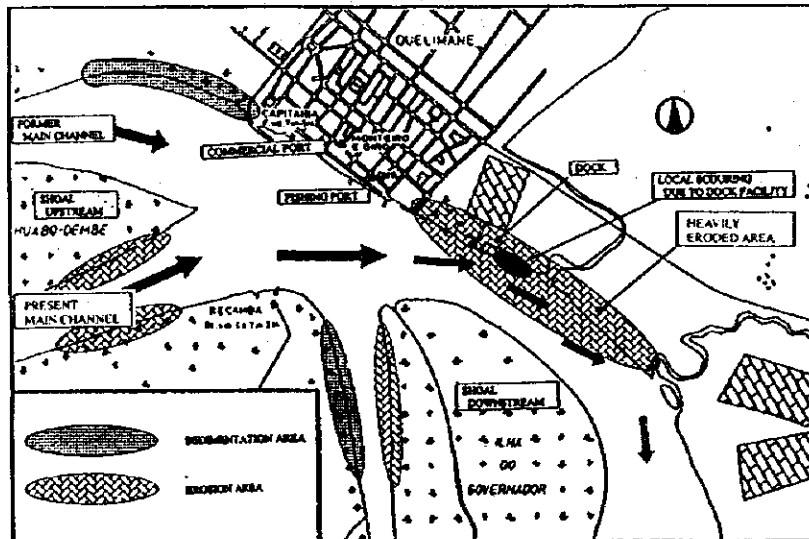 QUELIMANE
CAPITANIA
FORMER
MAIN CHANNEL
COMMERCIAL PORT
MONTEIRO
DOCK
LOCAL SCOURING
DUE TO DOCK FACILITY
FISHING PORT
SHOAL
UPSTREAM
HUABO-DEMBE
HEAVILY
ERODED AREA
PRESENT
MAIN CHANNEL
RECAMBA
SHOAL
DOWNSTREAM
ILHA
DO
GOVERNADOR
SEDIMENTATION AREA
EROSION AREA